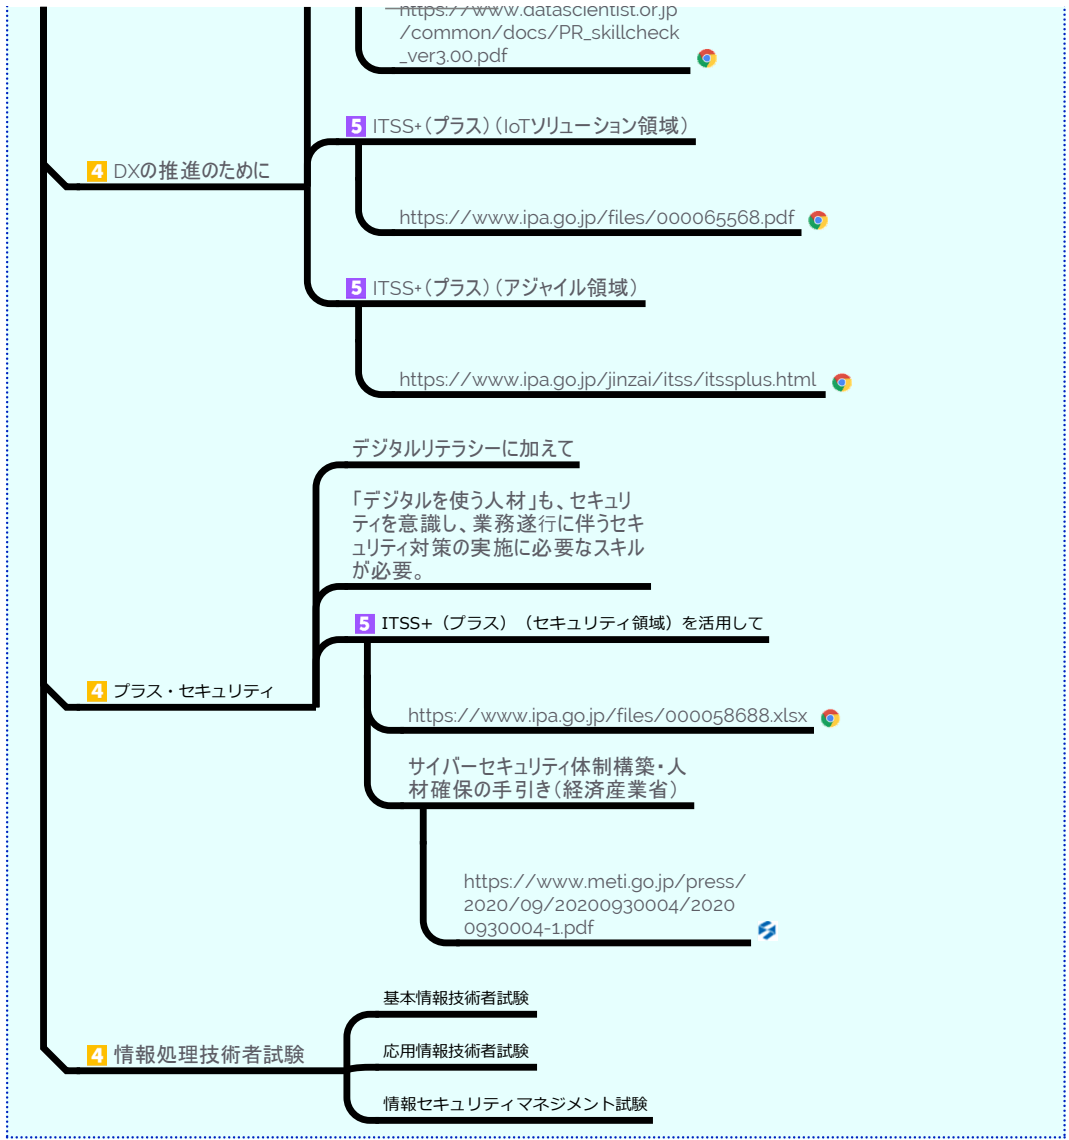 https://www.datascientist.or.jp
/common/docs/PR_skillcheck
_ver3.00.pdf
5 ITSS+（プラス）（IoTソリューション領域）
4 DXの推進のために
https://www.ipa.go.jp/files/000065568.pdf
5 ITSS+（プラス）（アジャイル領域）
https://www.ipa.go.jp/jinzai/itss/itssplus.html
デジタルリテラシーに加えて
「デジタルを使う人材」も、セキュリ
ティを意識し、業務遂行に伴うセキ
ュリティ対策の実施に必要なスキル
が必要。
5 ITSS+（プラス）（セキュリティ領域）を活用して
4 プラス・セキュリティ
https://www.ipa.go.jp/files/000058688.xlsx
サイバーセキュリティ体制構築・人
材確保の手引き（経済産業省）
https://www.meti.go.jp/press/
2020/09/20200930004/2020
0930004-1.pdf
基本情報技術者試験
4 情報処理技術者試験
応用情報技術者試験
情報セキュリティマネジメント試験